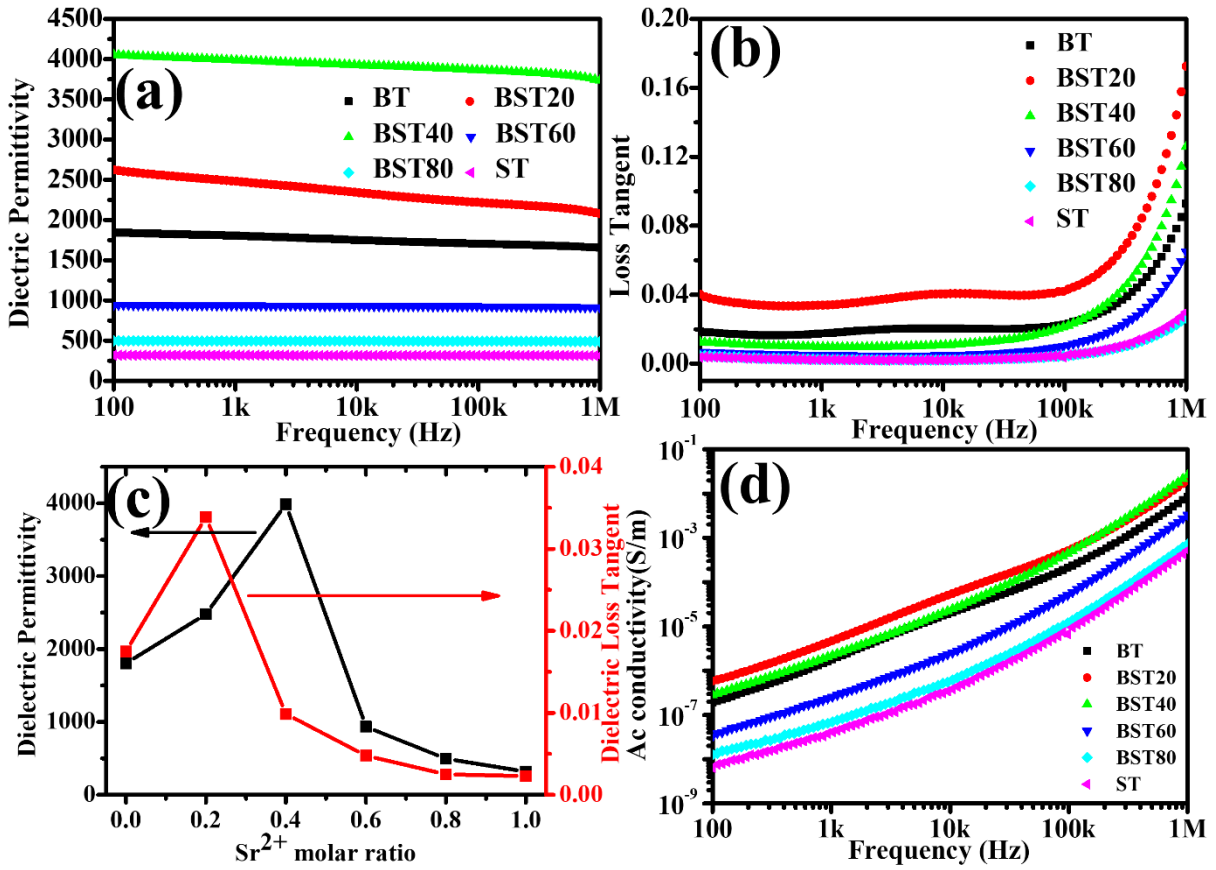 4500
4000
3500
3000
2500
2000
1500
1000
500
0
Diectric Permittivity
(a)
BT BST20
BST40 BST60
BST80 ST
100 1k 10k 100k 1M
Frequency (Hz)
0.20
0.16
0.12
0.08
0.04
0.00
Loss Tangent
(b)
BT
BST20
BST40
BST60
BST80
ST
100 1k 10k 100k 1M
Frequency (Hz)
4000
3000
2000
1000
0
Dielectric Permittivity
(c)
0.04
0.03
0.02
0.01
0.00
Dielectric Loss Tangent
0.0 0.2 0.4 0.6 0.8 1.0
Sr2+ molar ratio
10-1
10-3
10-5
10-7
10-9
Ac conductivity(S/m)
(d)
BT
BST20
BST40
BST60
BST80
ST
100 1k 10k 100k 1M
Frequency (Hz)